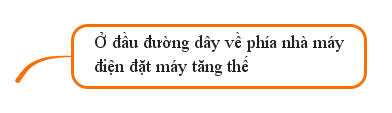 Ở đầu đường dây về phía nhà máy
điện đặt máy tăng thế